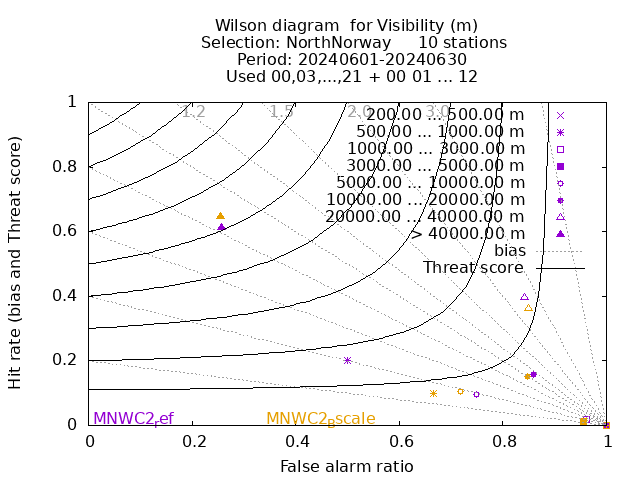 Wilson diagram  for Visibility (m)
Selection: NorthNorway     10 stations
Period: 20240601-20240630
Used 00,03,...,21 + 00 01 ... 12
1.2 1.5 2.0 3.0
200.00 ... 500.00 m
500.00 ... 1000.00 m
1000.00 ... 3000.00 m
3000.00 ... 5000.00 m
5000.00 ... 10000.00 m
10000.00 ... 20000.00 m
20000.00 ... 40000.00 m
> 40000.00 m
bias
Threat score
Hit rate (bias and Threat score)
1
0.8
0.6
0.4
0.2
0
MNWC2_ref MNWC2_Bscale
0 0.2 0.4 0.6 0.8 1
False alarm ratio